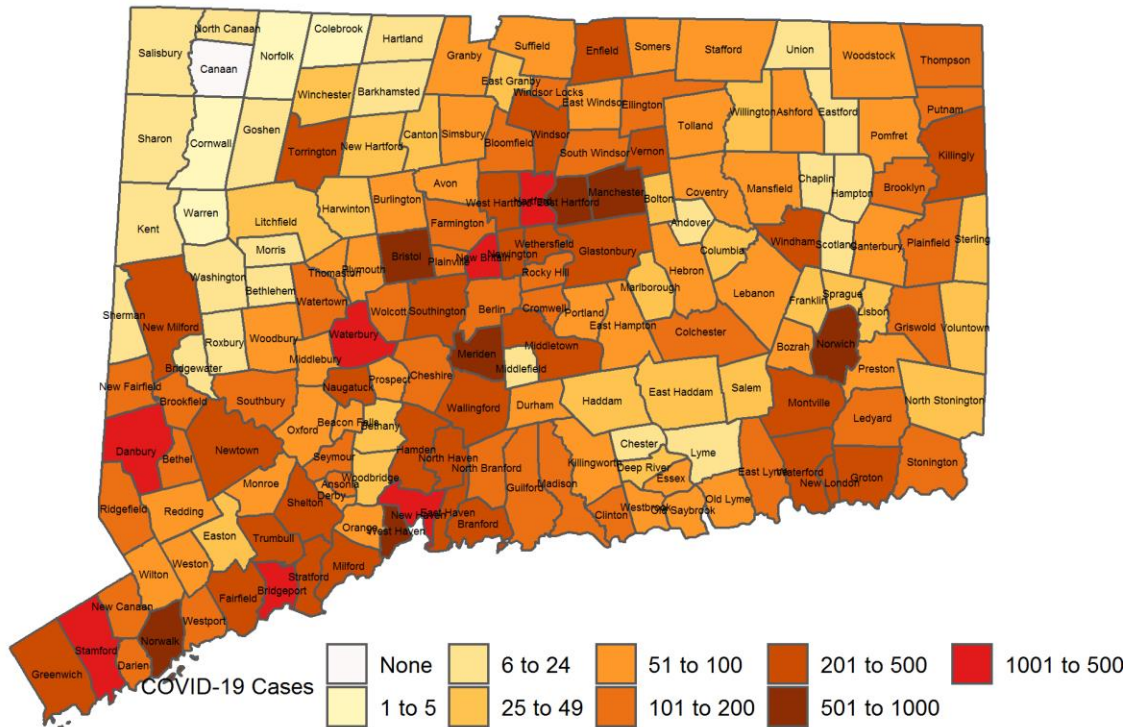 Colebrook
North Canaan
Hartland
Salisbury
Norfolk
Canaan
Suffield
Enfield
Somers
Stafford
Union
Woodstock
Thompson
Granby
East Granby
Windsor Locks
Winchester
Barkhamsted
East Windsor
Ellington
Willington
Ashford
Eastford
Putnam
Sharon
Cornwall
Goshen
Torrington
New Hartford
Canton
Simsbury
Bloomfield
Windsor
South Windsor
Vernon
Tolland
Pomfret
Killingly
Avon
West Hartford
Hartford
East Hartford
Manchester
Bolton
Coventry
Mansfield
Chaplin
Hampton
Brooklyn
Kent
Warren
Litchfield
Harwinton
Burlington
Farmington
Andover
Morris
Wethersfield
Newington
Glastonbury
Columbia
Windham
Scotland
Canterbury
Plainfield
Sterling
Washington
Bethlehem
Thomaston
Plymouth
Bristol
Plainville
New Britain
Rocky Hill
Hebron
Marlborough
Lebanon
Franklin
Sprague
Lisbon
Griswold
Voluntown
Sherman
New Milford
Roxbury
Woodbury
Watertown
Waterbury
Wolcott
Southington
Berlin
Cromwell
Portland
East Hampton
Colchester
Bozrah
Norwich
Preston
Bridgewater
Middlebury
Meriden
Middletown
Middlefield
New Fairfield
Brookfield
Southbury
Naugatuck
Prospect
Cheshire
Wallingford
Durham
Haddam
East Haddam
Salem
Montville
Ledyard
North Stonington
Danbury
Bethel
Newtown
Oxford
Beacon Falls
Bethany
Hamden
North Haven
Chester
Lyme
Seymour
Woodbridge
North Branford
Guilford
Madison
Killingworth
Deep River
Essex
East Lyme
Waterford
New London
Groton
Stonington
Ridgefield
Redding
Monroe
Ansonia
Derby
Shelton
Clinton
Westbrook
Old Saybrook
Old Lyme
Easton
Trumbull
Orange
New Haven
East Haven
West Haven
Branford
Wilton
Weston
Stratford
Milford
Fairfield
Bridgeport
New Canaan
Westport
Norwalk
Greenwich
Stamford
Darien
COVID-19 Cases
None
6 to 24
51 to 100
201 to 500
1001 to 500
1 to 5
25 to 49
101 to 200
501 to 1000